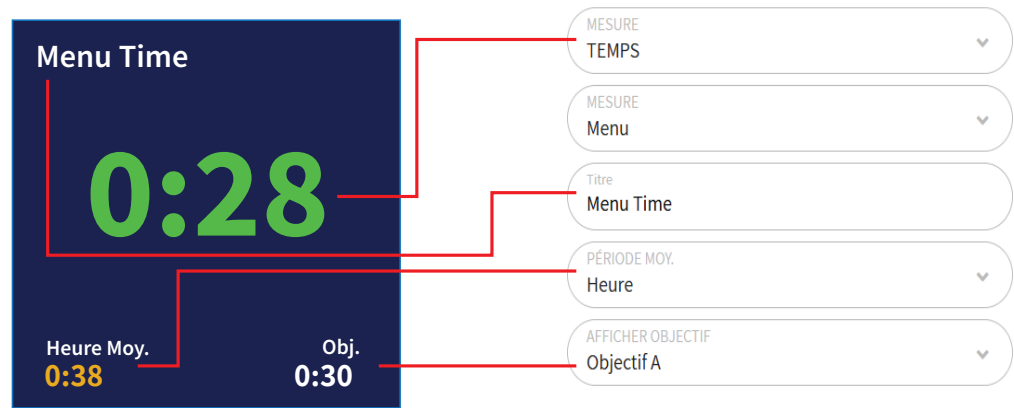 Menu Time
0:28
Heure Moy.
0:38
Obj.
0:30
MESURE
TEMPS
MESURE
Menu
Titre
Menu Time
PÉRIODE MOY.
Heure
AFFICHER OBJECTIF
Objectif A